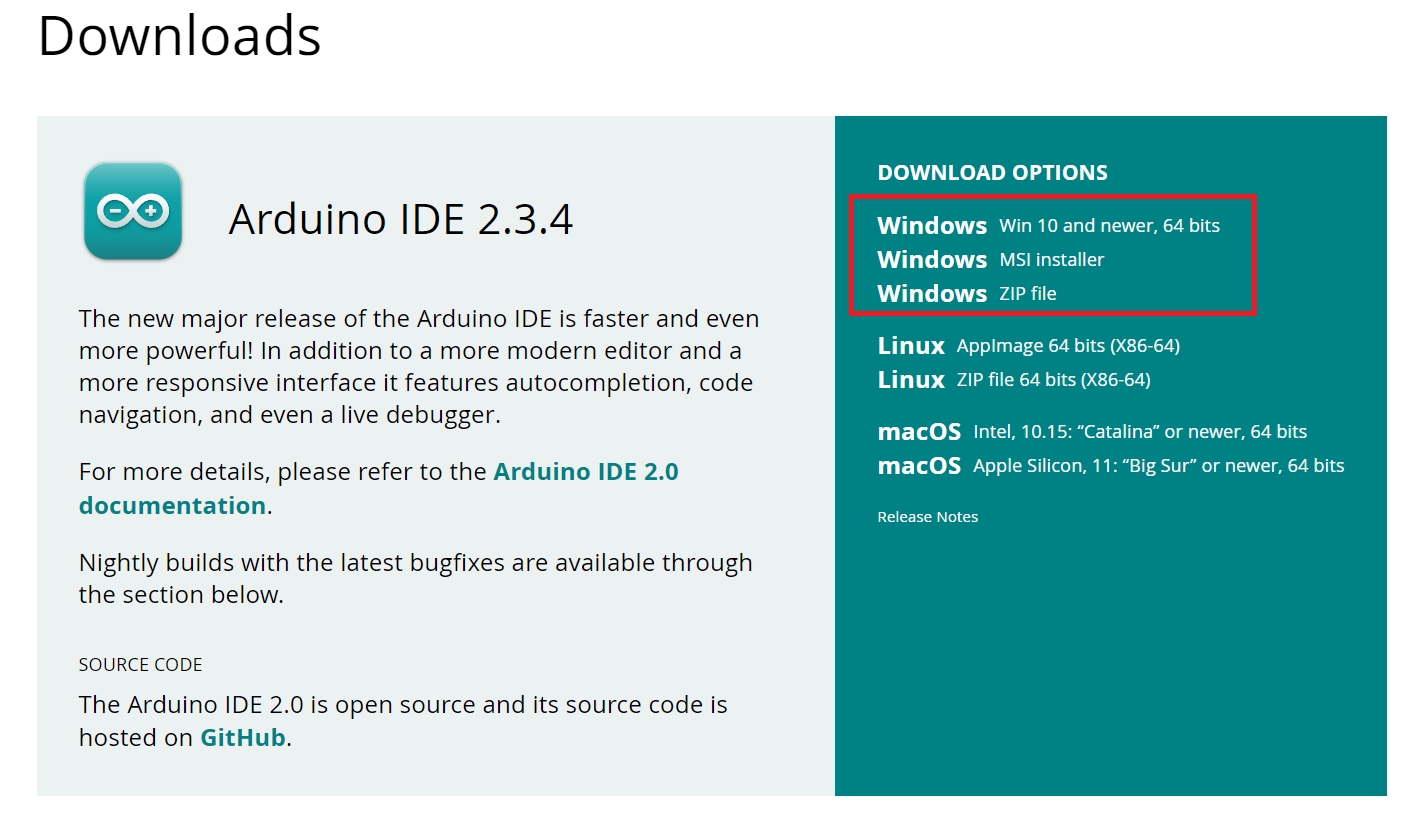 Downloads
Arduino IDE 2.3.4
The new major release of the Arduino IDE is faster and even
more powerful! In addition to a more modern editor and a
more responsive interface it features autocompletion, code
navigation, and even a live debugger.
For more details, please refer to the Arduino IDE 2.0
documentation.
Nightly builds with the latest bugfixes are available through
the section below.
SOURCE CODE
The Arduino IDE 2.0 is open source and its source code is
hosted on GitHub.
DOWNLOAD OPTIONS
Windows Win 10 and newer, 64 bits
Windows MSI installer
Windows ZIP file
Linux AppImage 64 bits (X86-64)
Linux ZIP file 64 bits (X86-64)
macOS Intel, 10.15: “Catalina” or newer, 64 bits
macOS Apple Silicon, 11: “Big Sur” or newer, 64 bits
Release Notes